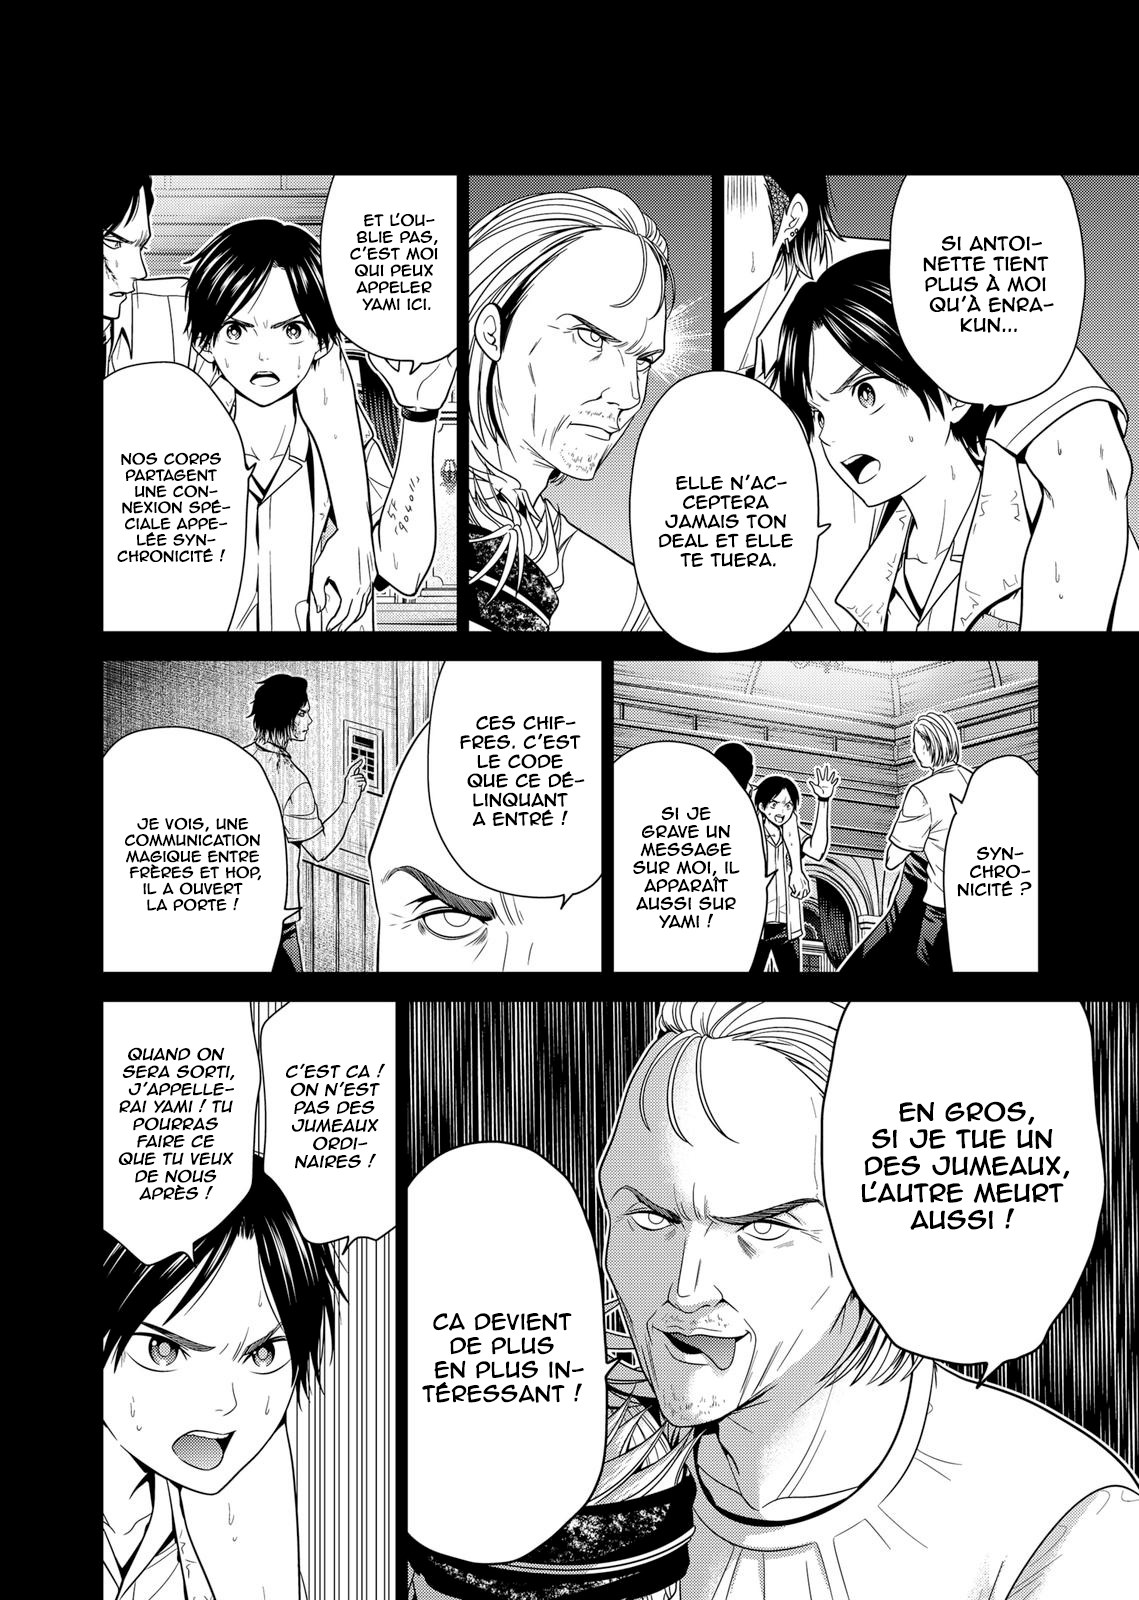 SI ANTOI-
NETTE TIENT
PLUS À MOI
QU'À ENRA-
KUN...
ELLE N'AC-
CEPTERA
JAMAIS TON
DEAL ET ELLE
TE TUERA.
ET L'OU-
BLIE PAS,
C'EST MOI
QUI PEUX
APPELER
YAMI ICI.
NOS CORPS
PARTAGENT
UNE CON-
NEXION SPÉ-
CIALE APPE-
LÉE SYN-
CHRONICITÉ !
SYN-
CHRO-
NICITÉ ?
SI JE
GRAVE UN
MESSAGE
SUR MOI, IL
APPARAÎT
AUSSI SUR
YAMI !
CES CHIF-
FRES. C'EST
LE CODE
QUE CE DÉ-
LINQUANT
A ENTRÉ !
JE VOIS, UNE
COMMUNICATION
MAGIQUE ENTRE
FRÈRES ET HOP,
IL A OUVERT
LA PORTE !
EN GROS,
SI JE TUE UN
DES JUMEAUX,
L'AUTRE MEURT
AUSSI !
CA DEVIENT
DE PLUS
EN PLUS IN-
TÉRESSANT !
C'EST CA !
ON N'EST
PAS DES
JUMEAUX
ORDI-
NAIRES !
QUAND ON
SERA SORTI,
J'APPELLE-
RAI YAMI ! TU
POURRAS
FAIRE CE
QUE TU VEUX
DE NOUS
APRÈS !